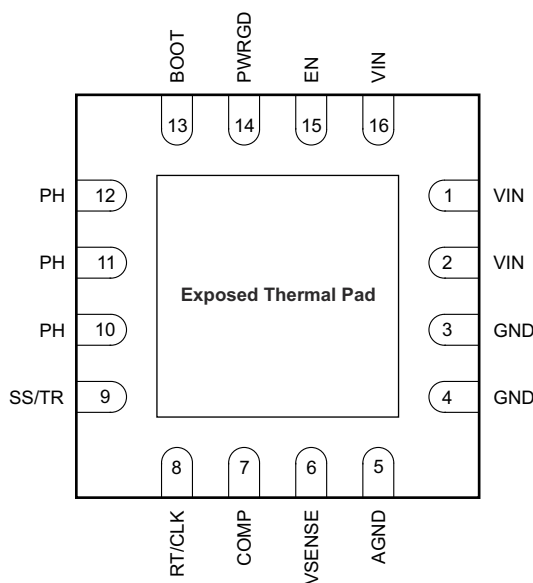 BOOT
PWRGD
EN
VIN
13
14
15
16
PH 12
1 VIN
PH 11
2 VIN
Exposed Thermal Pad
PH 10
3 GND
SS/TR 9
4 GND
8
7
6
5
RT/CLK
COMP
VSENSE
AGND